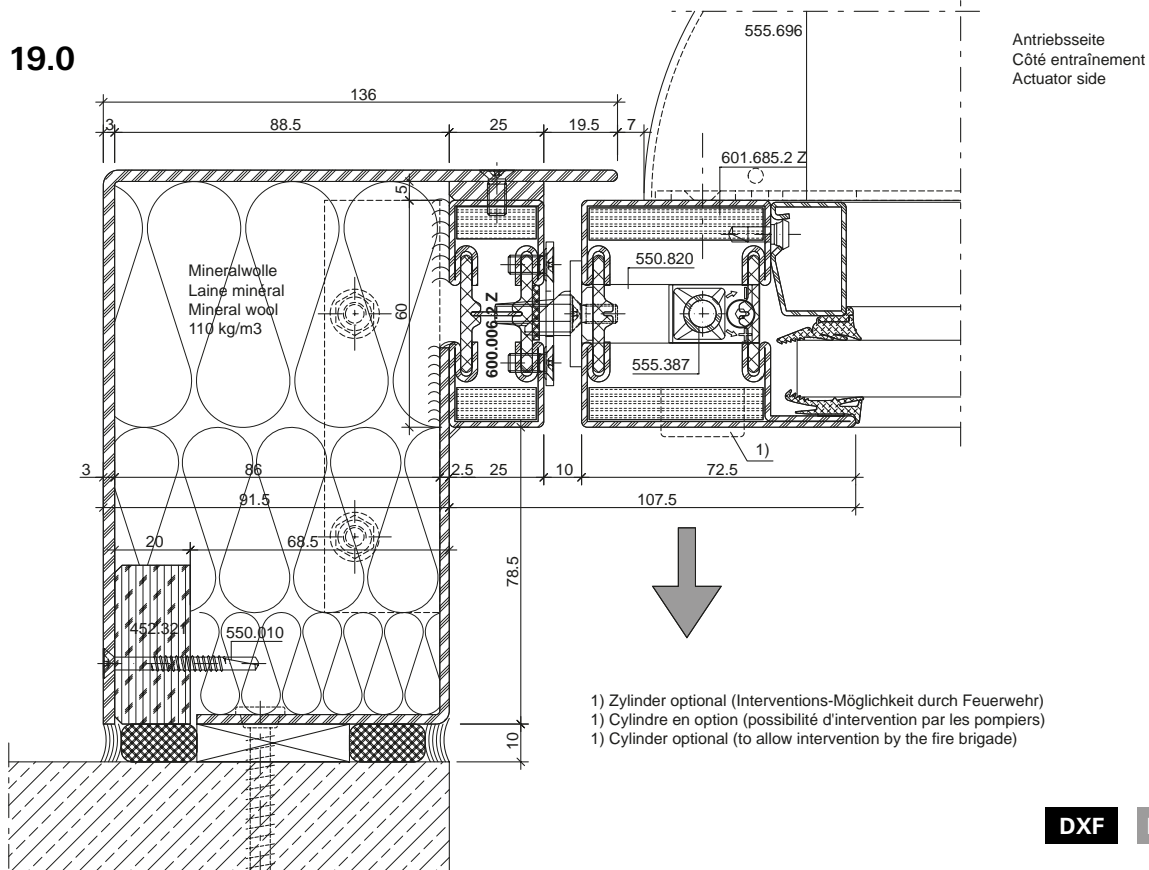 19.0
555.696
Antriebsseite
Côté entraînement
Actuator side
136
3
88.5
25
19.5
7
601.685.2 Z
5
Mineralwolle
Laine minéral
Mineral wool
110 kg/m3
550.820
60
600.006.2 Z
555.387
1)
3
86
2.5
25
10
72.5
91.5
107.5
20
68.5
78.5
452.321
550.010
10
1) Zylinder optional (Interventions-Möglichkeit durch Feuerwehr)
1) Cylindre en option (possibilité d'intervention par les pompiers)
1) Cylinder optional (to allow intervention by the fire brigade)
DXF